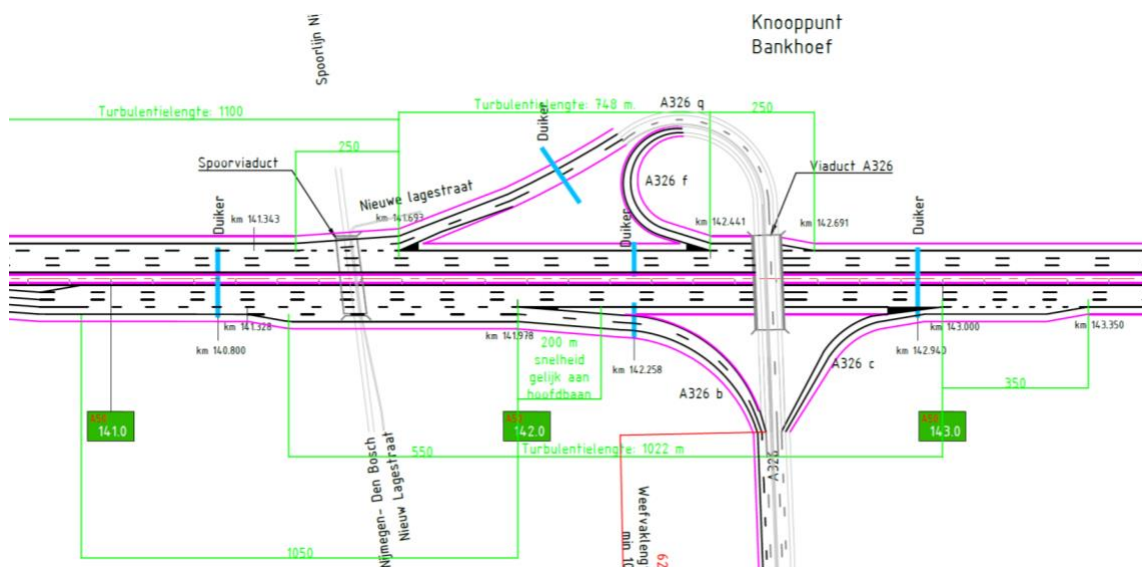 Knooppunt
Bankhoef
Spoorlijn Ni
Turbulentielengte: 1100
Turbulentielengte: 748 m.
A326 q
250
250
Duiker
Spoorviaduct
Viaduct A326
Nieuwe lagestraat
A326 f
Duiker
km 141.343
km 141.693
Duiker
km 142.441
km 142.691
Duiker
km 141.328
km 141.978
km 143.000
km 143.350
km 140.800
200 m
snelheid
gelijk aan
hoofdbaan
km 142.258
km 142.940
A326 b
A326 c
350
141.0
142.0
143.0
550
Turbulentielengte: 1022 m
A326
Nijmegen- Den Bosch
Nieuw Lagestraat
Weefvakleng
min 10
62
1050